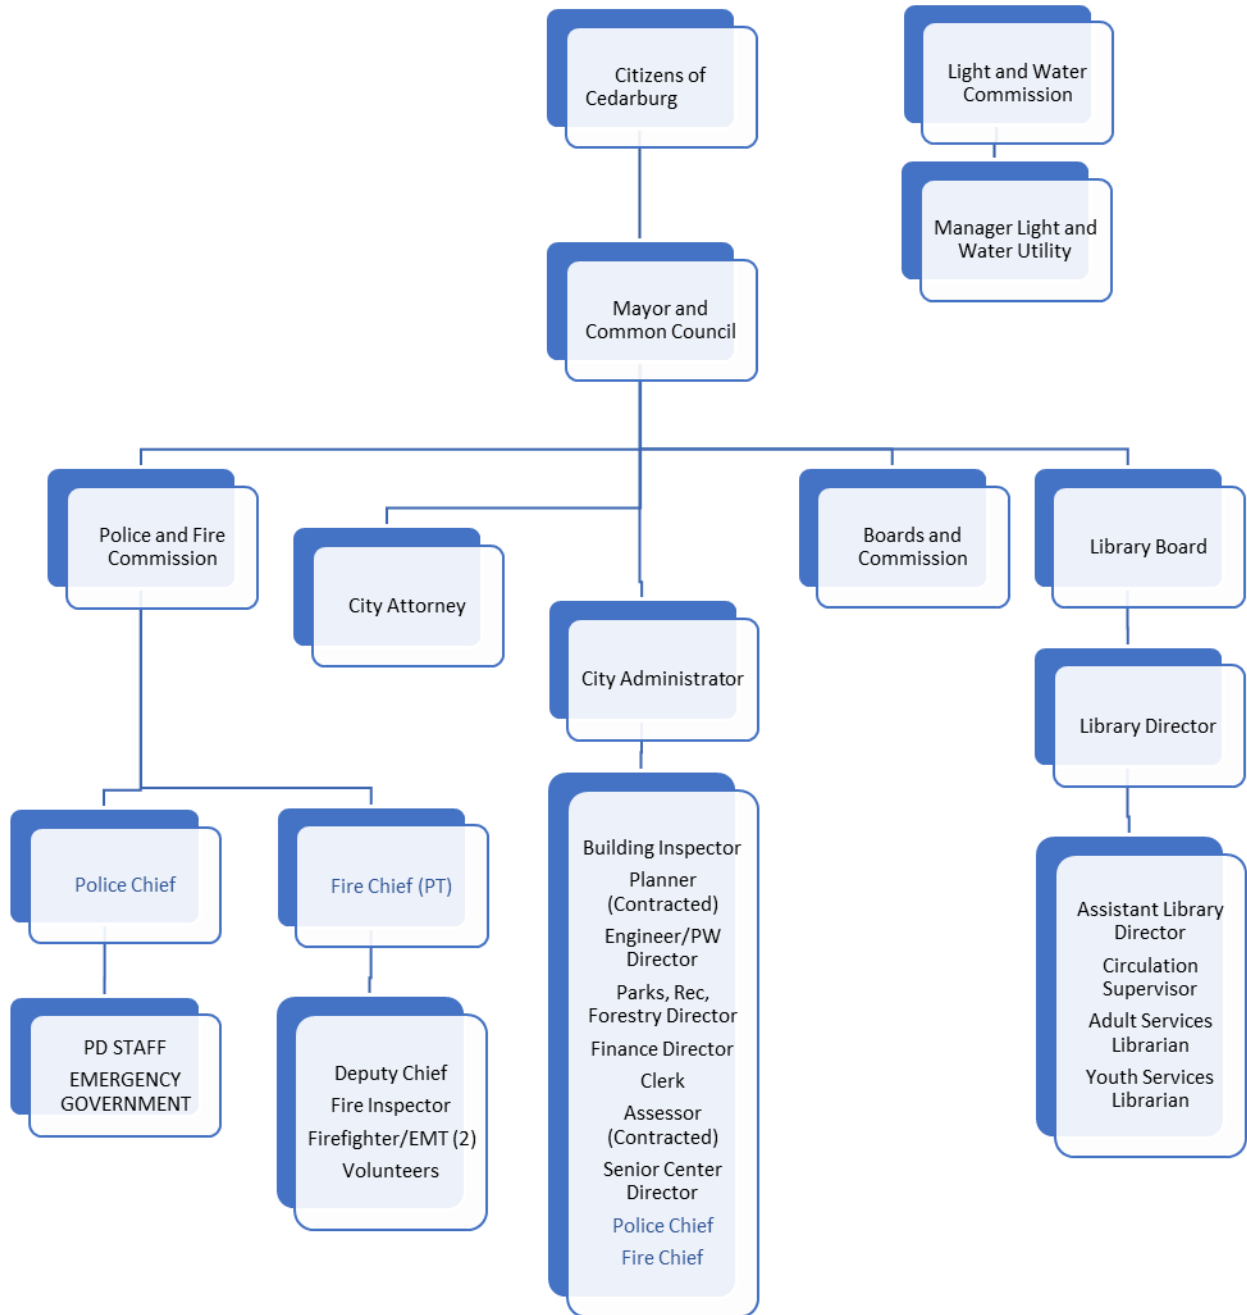 Citizens of
Cedarburg
Light and Water
Commission
Manager Light and
Water Utility
Mayor and
Common Council
Police and Fire
Commission
City Attorney
City Administrator
Boards and
Commission
Library Board
Library Director
Police Chief
Fire Chief (PT)
PD STAFF
EMERGENCY
GOVERNMENT
Deputy Chief
Fire Inspector
Firefighter/EMT (2)
Volunteers
Building Inspector
Planner
(Contracted)
Engineer/PW
Director
Parks, Rec,
Forestry Director
Finance Director
Clerk
Assessor
(Contracted)
Senior Center
Director
Police Chief
Fire Chief
Assistant Library
Director
Circulation
Supervisor
Adult Services
Librarian
Youth Services
Librarian